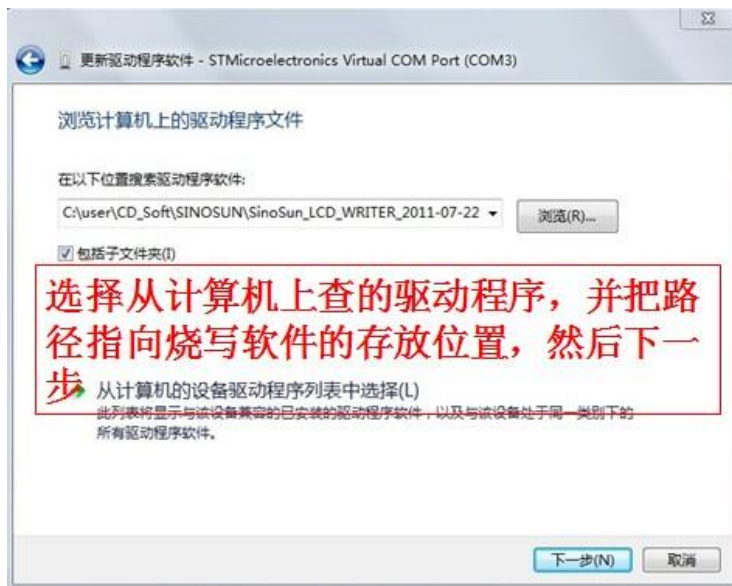 更新驱动程序软件 - STMicroelectronics Virtual COM Port (COM3)
浏览计算机上的驱动程序文件
在以下位置搜索驱动程序软件:
C:\user\CD_Soft\SINOSUN\SinoSun_LCD_WRITER_2011-07-22
浏览(R)...
包括子文件夹(I)
选择从计算机上查的驱动程序，并把路
径指向烧写软件的存放位置，然后下一
步
从计算机的设备驱动程序列表中选择(L)
此列表将显示与该设备兼容的已安装的驱动程序软件，以及与该设备处于同一类别下的
所有驱动程序软件。
下一步(N)
取消